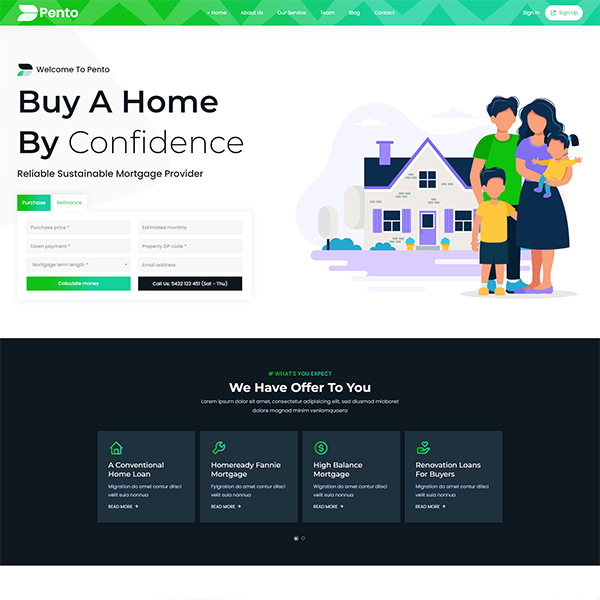 Pento
Home
About Us
Our Service
Team
Blog
Contact
Sign In
Sign Up
Welcome To Pento
Buy A Home
By Confidence
Reliable Sustainable Mortgage Provider
Purchase
Refinance
Purchase price *
Estimated monthly
Down payment *
Property ZIP code *
Mortgage term length *
Email address
Calculate money
Call Us: 5432 123 451 (Sat - Thu)
# WHAT'S YOU EXPECT
We Have Offer To You
Lorem ipsum dolor sit amet, consectetur adipisicing elit, sed diusmod mlaboret
dolore magnad minim veniomquaera
A Conventional
Home Loan
Migration do amet contur dilsci
velit suia nonnua
READ MORE →
Homeready Fannie
Mortgage
Fyigration do amet contur dilsci
velit suia nonnua
READ MORE →
High Balance
Mortgage
Wigration do amet contur dilsci
velit suia nonnua
READ MORE →
Renovation Loans
For Buyers
Migration do amet contur dilsci
velit suia nonnua
READ MORE →